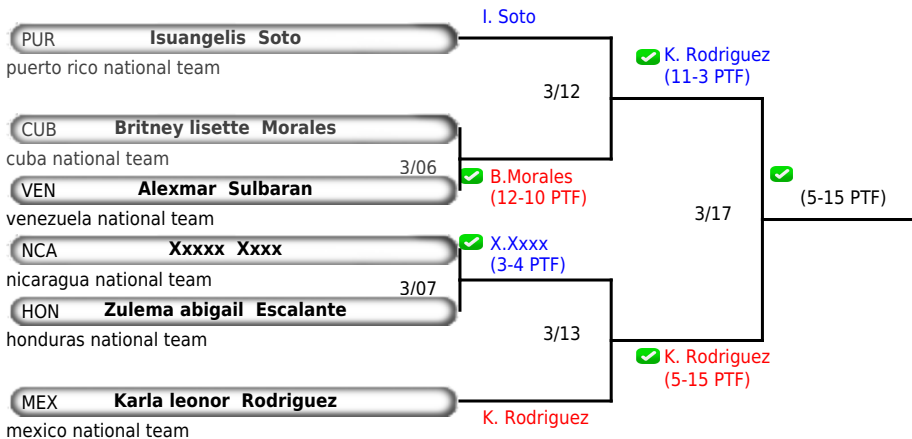 I. Soto
PUR Isuangelis Soto
puerto rico national team
K. Rodriguez
(11-3 PTF)
3/12
CUB Britney lisette Morales
cuba national team
3/06
B.Morales
(12-10 PTF)
VEN Alexmar Sulbaran
venezuela national team
(5-15 PTF)
3/17
NCA Xxxxx Xxxx
nicaragua national team
X.Xxxx
(3-4 PTF)
3/07
HON Zulema abigail Escalante
honduras national team
3/13
K. Rodriguez
(5-15 PTF)
MEX Karla leonor Rodriguez
mexico national team
K. Rodriguez